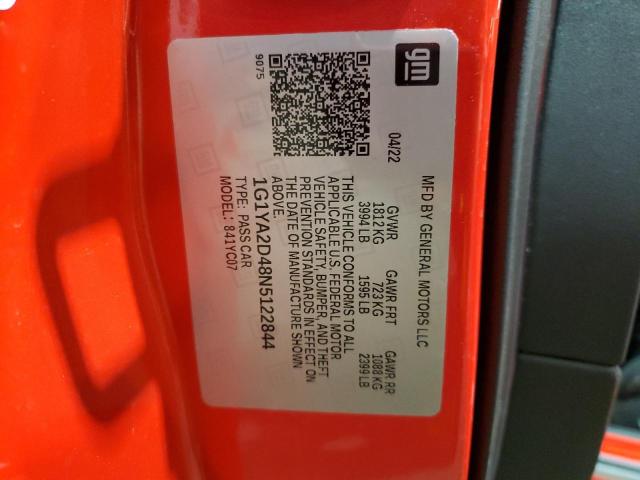 gm
MFD BY GENERAL MOTORS LLC
04/22
GVWR GAWR FRT GAWR RR
1812 KG 723 KG 1088 KG
3994 LB 1595 LB 2399 LB
THIS VEHICLE CONFORMS TO ALL
APPLICABLE U.S. FEDERAL MOTOR
VEHICLE SAFETY, BUMPER, AND THEFT
PREVENTION STANDARDS IN EFFECT ON
THE DATE OF MANUFACTURE SHOWN
ABOVE.
9075
1G1YA2D48N5122844
TYPE: PASS CAR
MODEL: 841YC07